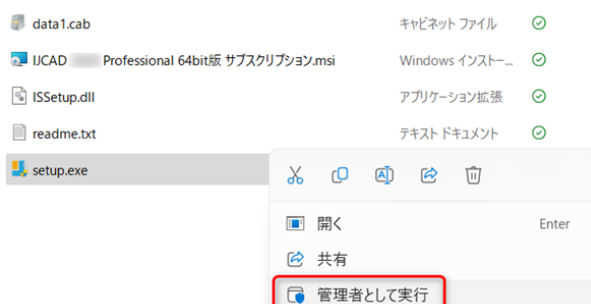 data1.cab キャビネット ファイル
IJCAD Professional 64bit版 サブスクリプション.msi Windows インストー...
ISSetup.dll アプリケーション拡張
readme.txt テキスト ドキュメント
setup.exe
開く Enter
共有
管理者として実行